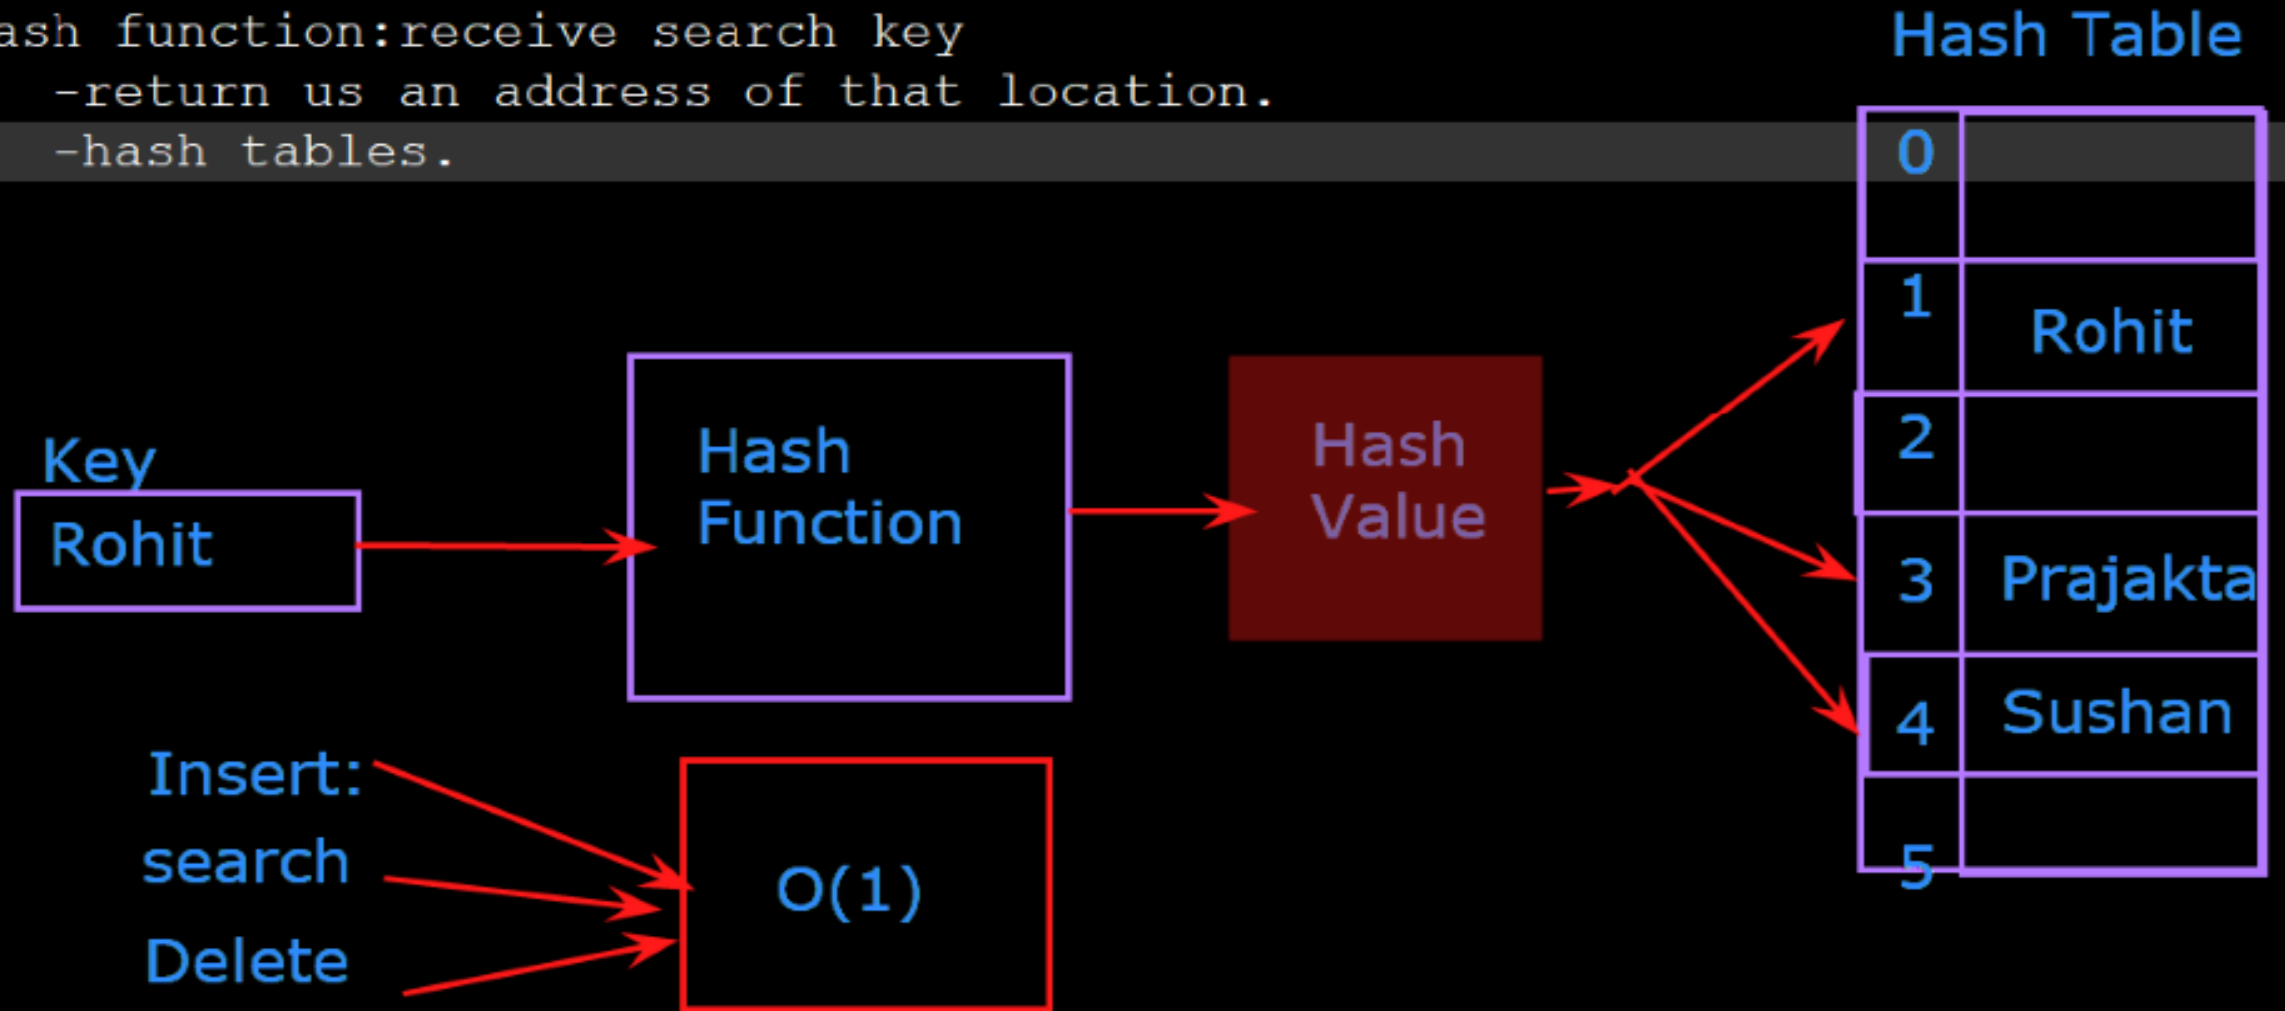 ash function:receive search key
-return us an address of that location.
-hash tables.
Hash Table
0
1 Rohit
2
3 Prajakta
4 Sushan
5
Key
Rohit
Hash
Function
Hash
Value
Insert:
search
Delete
O(1)